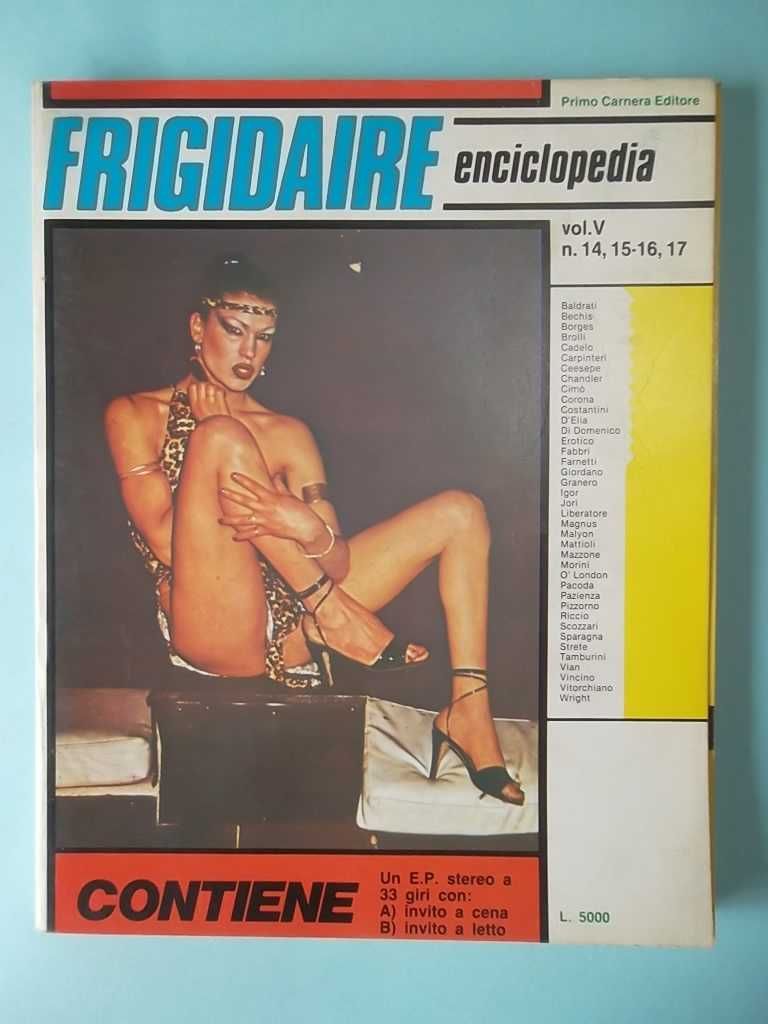 Primo Carnera Editore
FRIGIDAIRE enciclopedia
vol.V
n. 14, 15-16, 17
Baldrati
Bechis
Borges
Brolli
Cadelo
Carpinteri
Ceesepe
Chandler
Cimò
Corona
Costantini
D'Elia
Di Domenico
Erotico
Fabbri
Farnetti
Giordano
Granero
Igor
Jori
Liberatore
Magnus
Malyon
Mattioli
Mazzone
Morini
O' London
Pacoda
Pazienza
Pizzorno
Riccio
Scozzari
Sparagna
Strete
Tamburini
Vian
Vincino
Vitorchiano
Wright
CONTIENE
Un E.P. stereo a
33 giri con:
A) invito a cena
B) invito a letto
L. 5000